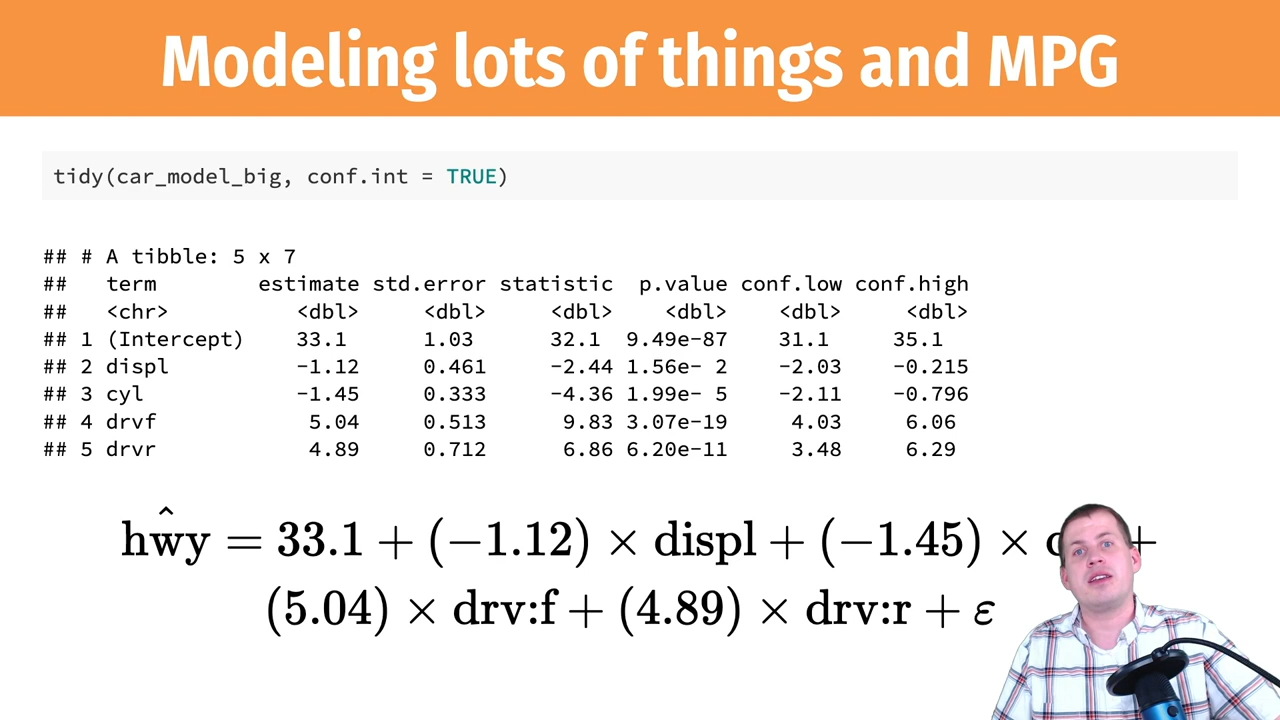 Modeling lots of things and MPG
tidy(car_model_big, conf.int = TRUE)
## # A tibble: 5 x 7
##   term        estimate std.error statistic  p.value conf.low conf.high
##   <chr>          <dbl>     <dbl>     <dbl>    <dbl>    <dbl>     <dbl>
## 1 (Intercept)    33.1      1.03      32.1  9.49e-87    31.1     35.1
## 2 displ          -1.12     0.461     -2.44 1.56e- 2    -2.03    -0.215
## 3 cyl            -1.45     0.333     -4.36 1.99e- 5    -2.11    -0.796
## 4 drvf            5.04     0.513      9.83 3.07e-19     4.03     6.06
## 5 drvr            4.89     0.712      6.86 6.20e-11     3.48     6.29
hwy^ = 33.1 + (−1.12) × displ + (−1.45) × +
(5.04) × drv:f + (4.89) × drv:r + ε